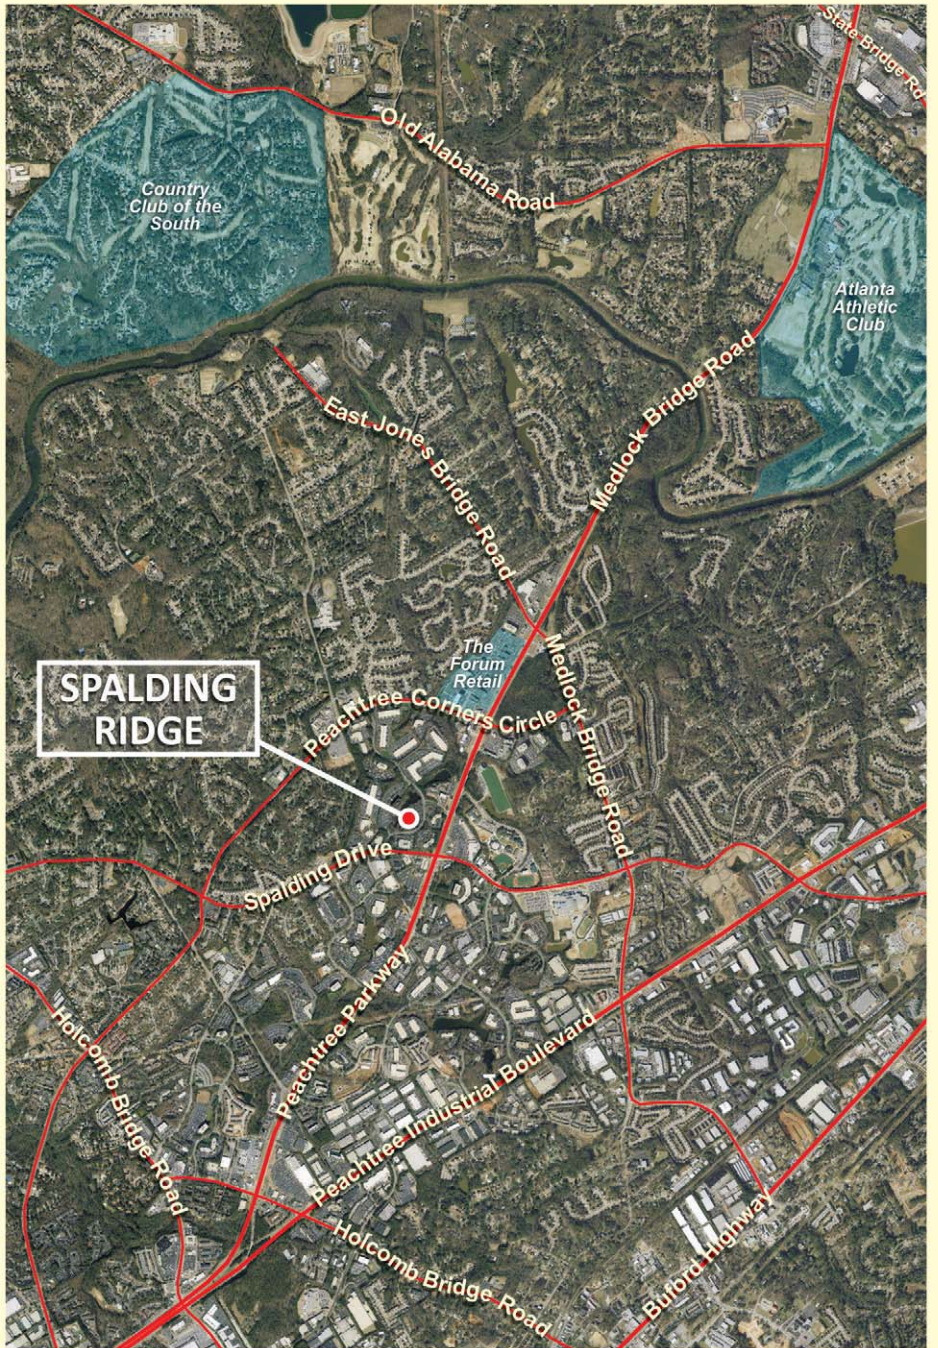 State Bridge Rd
Old Alabama Road
Country
Club of the
South
Atlanta
Athletic
Club
Medlock Bridge Road
East Jones Bridge Road
The
Forum
Retail
Medlock Bridge Road
SPALDING
RIDGE
Peachtree Corners Circle
Spalding Drive
Peachtree Parkway
Holcomb Bridge Road
Peachtree Industrial Boulevard
Holcomb Bridge Road
Buford Highway